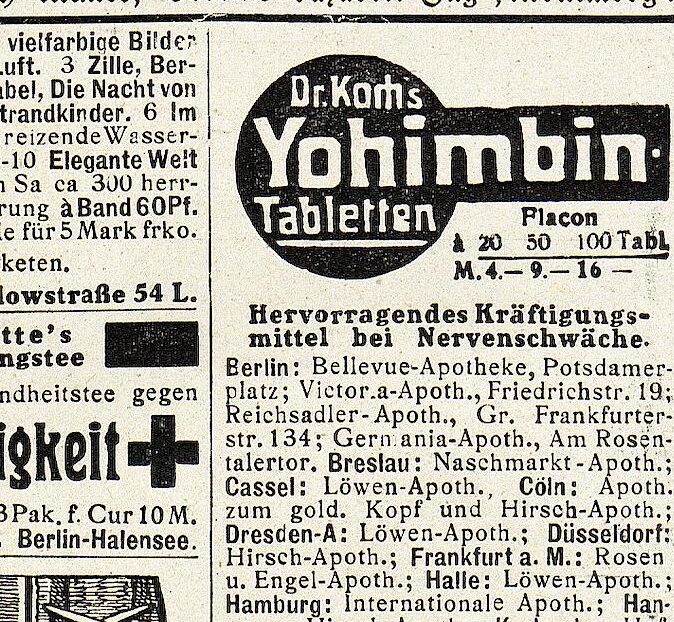 vielfarbige Bilder
Luft. 3 Zille, Ber-
abel, Die Nacht von
trandkinder. 6 Im
reizende Wasser-
-10 Elegante Welt
Sa ca 300 herr-
rung à Band 60 Pf.
für 5 Mark frko.
keten.
lowstraße 54 L.
tte's
ngstee
ndheitstee gegen
igkeit
3 Pak. f. Cur 10 M.
Berlin-Halensee.
Dr. Koch's
Yohimbin-
Tabletten
Flacon
à 20 50 100 Tabl.
M. 4.— 9.— 16 —
Hervorragendes Kräftigungs-
mittel bei Nervenschwäche.
Berlin: Bellevue-Apotheke, Potsdamer-
platz; Victor.a-Apoth., Friedrichstr. 19;
Reichsadler-Apoth., Gr. Frankfurter-
str. 134; Germania-Apoth., Am Rosen-
talertor. Breslau: Naschmarkt-Apoth.;
Cassel: Löwen-Apoth., Cöln: Apoth.
zum gold. Kopf und Hirsch-Apoth.;
Dresden-A: Löwen-Apoth.; Düsseldorf:
Hirsch-Apoth.; Frankfurt a. M.: Rosen
u. Engel-Apoth.; Halle: Löwen-Apoth.;
Hamburg: Internationale Apoth.; Han-